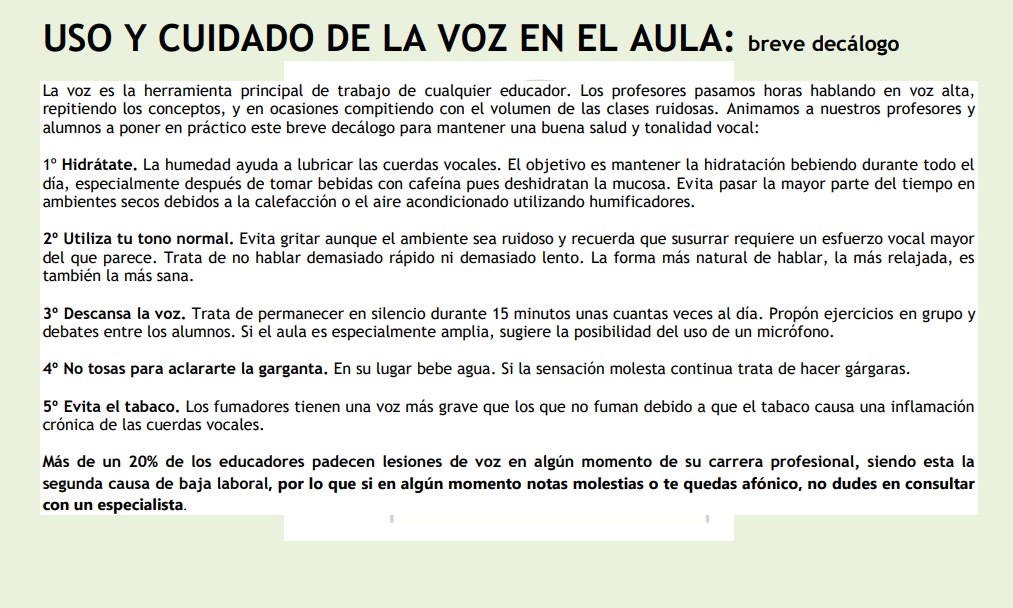 USO Y CUIDADO DE LA VOZ EN EL AULA: breve decálogo
La voz es la herramienta principal de trabajo de cualquier educador. Los profesores pasamos horas hablando en voz alta,
repitiendo los conceptos, y en ocasiones compitiendo con el volumen de las clases ruidosas. Animamos a nuestros profesores y
alumnos a poner en práctico este breve decálogo para mantener una buena salud y tonalidad vocal:
1º Hidrátate. La humedad ayuda a lubricar las cuerdas vocales. El objetivo es mantener la hidratación bebiendo durante todo el
día, especialmente después de tomar bebidas con cafeína pues deshidratan la mucosa. Evita pasar la mayor parte del tiempo en
ambientes secos debidos a la calefacción o el aire acondicionado utilizando humificadores.
2º Utiliza tu tono normal. Evita gritar aunque el ambiente sea ruidoso y recuerda que susurrar requiere un esfuerzo vocal mayor
del que parece. Trata de no hablar demasiado rápido ni demasiado lento. La forma más natural de hablar, la más relajada, es
también la más sana.
3º Descansa la voz. Trata de permanecer en silencio durante 15 minutos unas cuantas veces al día. Propón ejercicios en grupo y
debates entre los alumnos. Si el aula es especialmente amplia, sugiere la posibilidad del uso de un micrófono.
4º No tosas para aclararte la garganta. En su lugar bebe agua. Si la sensación molesta continua trata de hacer gárgaras.
5º Evita el tabaco. Los fumadores tienen una voz más grave que los que no fuman debido a que el tabaco causa una inflamación
crónica de las cuerdas vocales.
Más de un 20% de los educadores padecen lesiones de voz en algún momento de su carrera profesional, siendo esta la
segunda causa de baja laboral, por lo que si en algún momento notas molestias o te quedas afónico, no dudes en consultar
con un especialista.